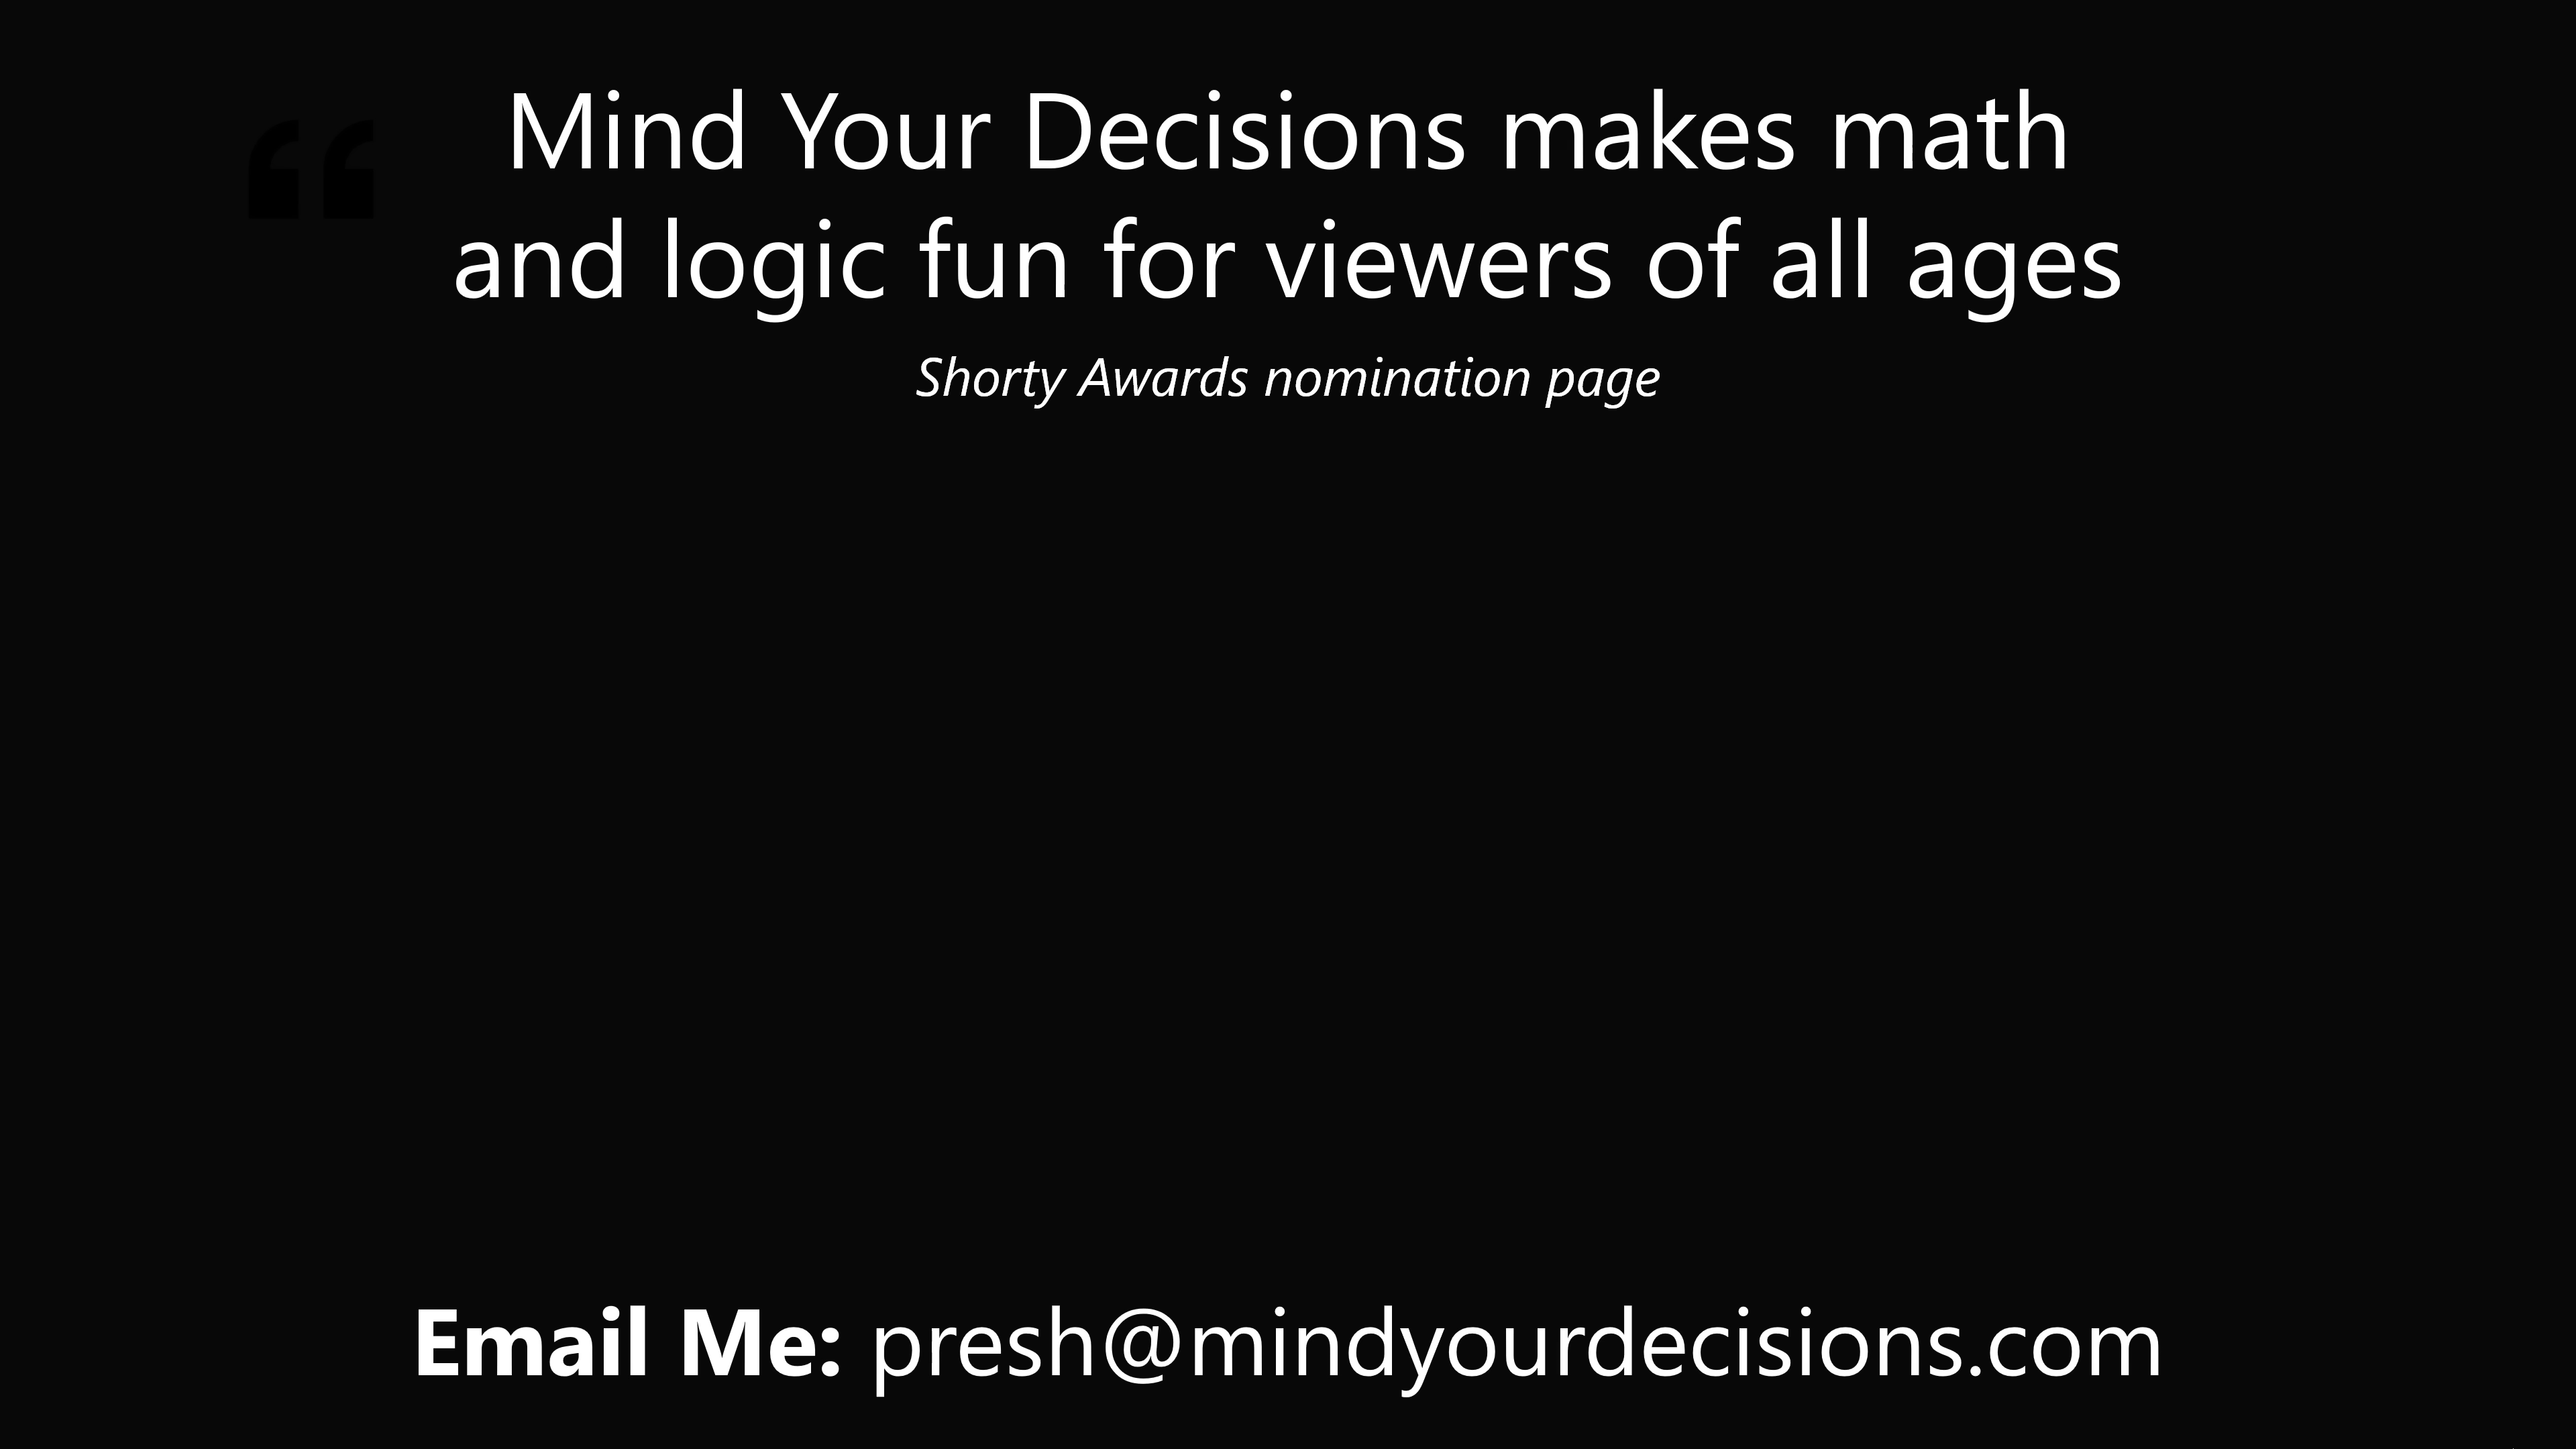 “
Mind Your Decisions makes math
and logic fun for viewers of all ages
Shorty Awards nomination page
Email Me: presh@mindyourdecisions.com